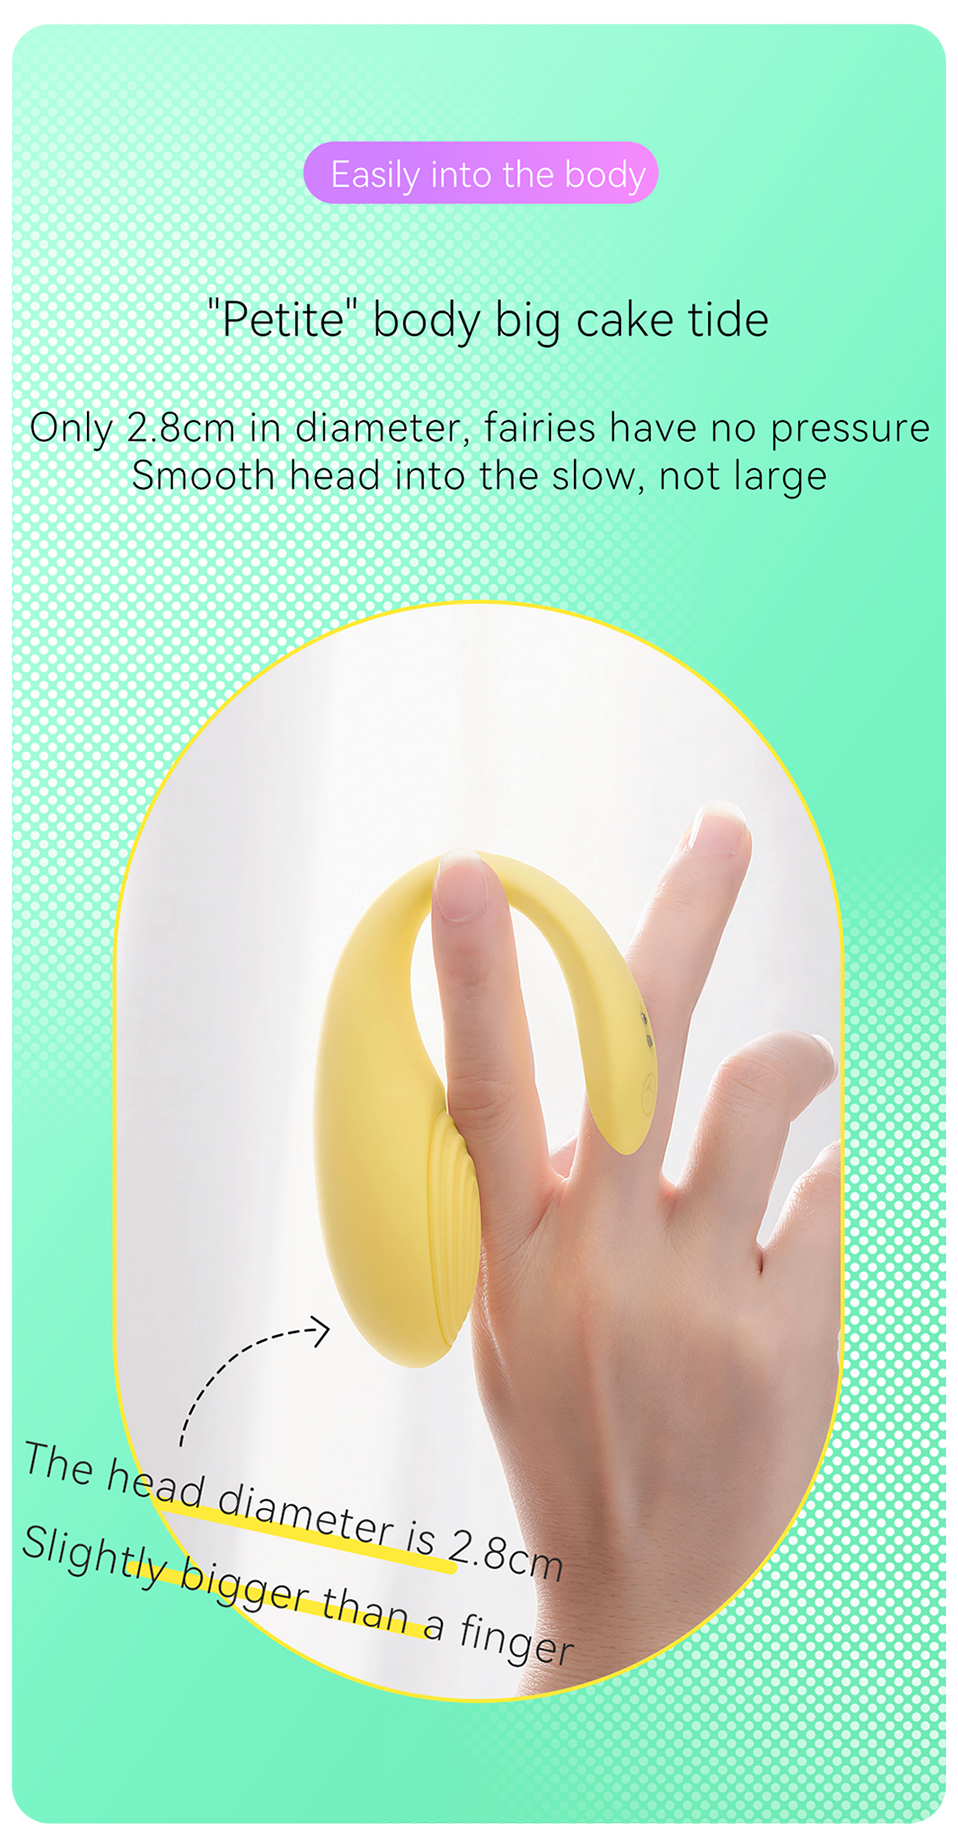 Easily into the body
"Petite" body big cake tide
Only 2.8cm in diameter, fairies have no pressure
Smooth head into the slow, not large
The head diameter is 2.8cm
Slightly bigger than a finger